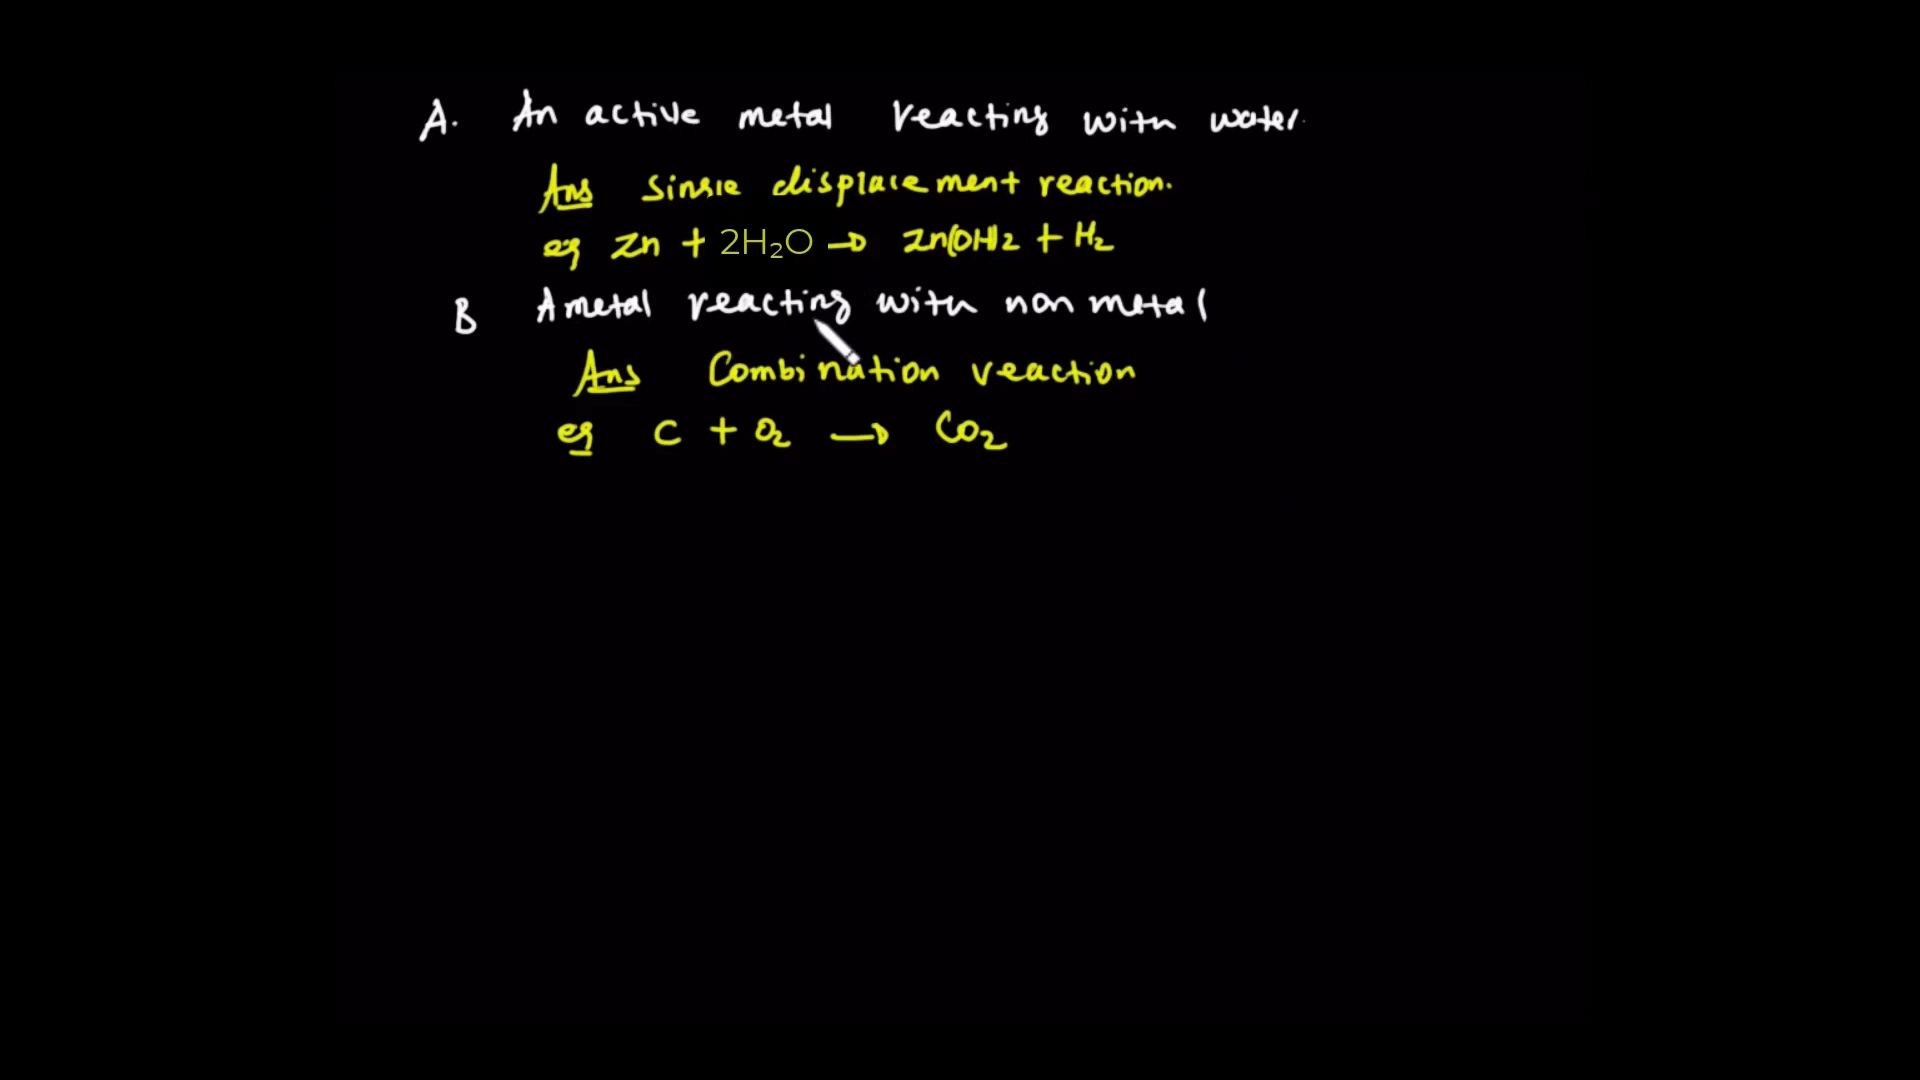 A. An active metal reacting with water.
Ans single displacement reaction.
eg Zn + 2H₂O → Zn(OH)2 + H₂
B A metal reacting with non metal
Ans Combination reaction
eg C + O₂ → CO₂